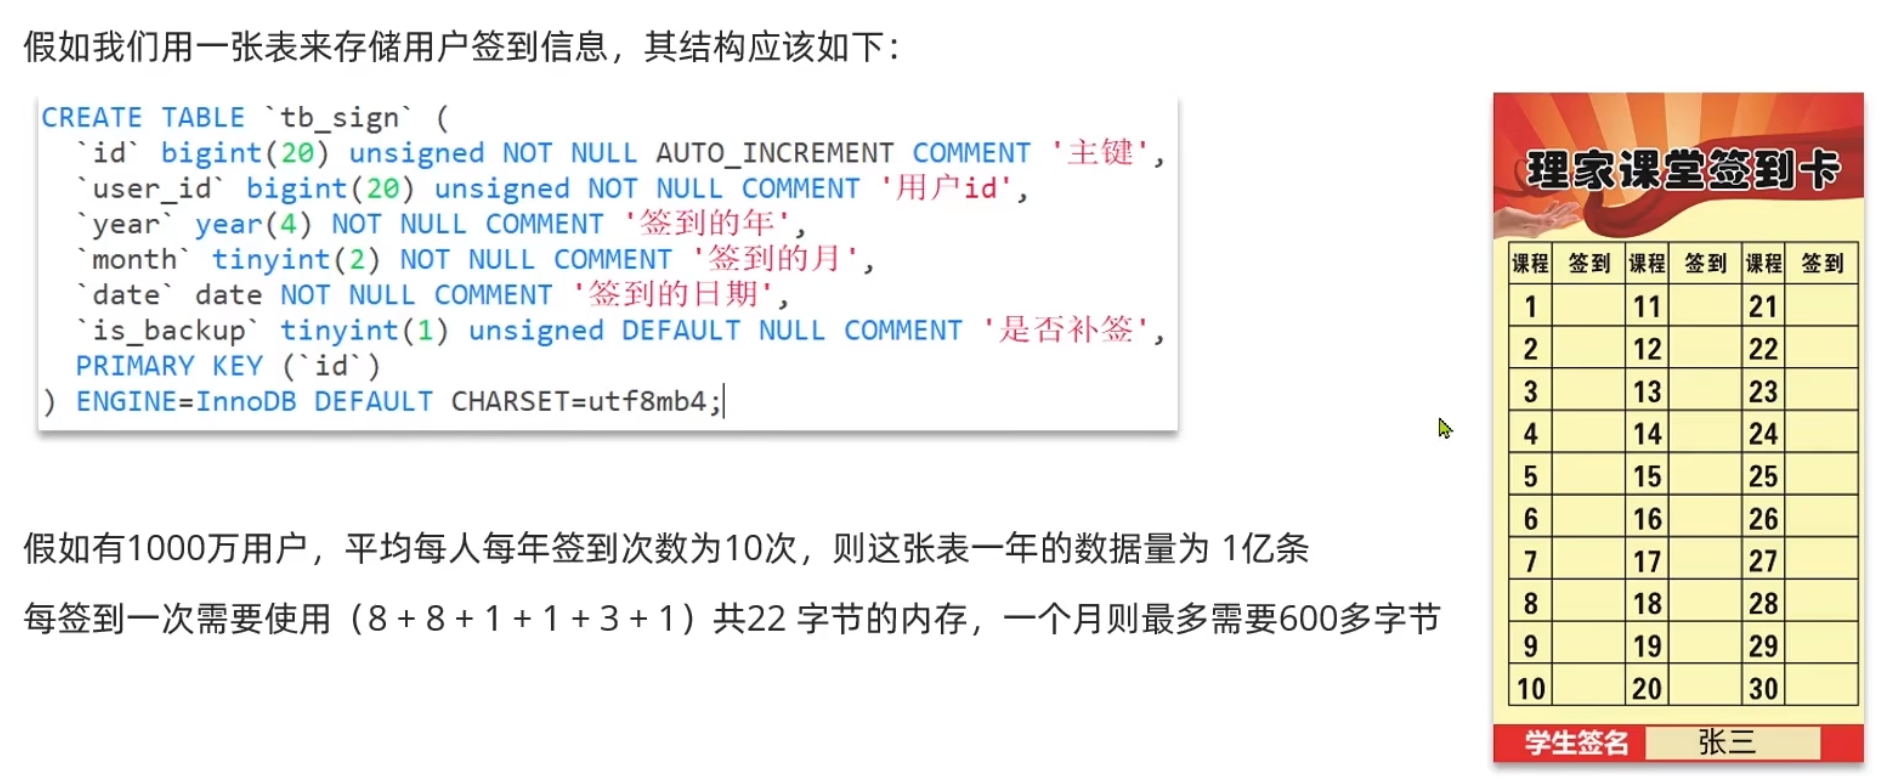 假如我们用一张表来存储用户签到信息，其结构应该如下：
CREATE TABLE `tb_sign` (
`id` bigint(20) unsigned NOT NULL AUTO_INCREMENT COMMENT '主键',
`user_id` bigint(20) unsigned NOT NULL COMMENT '用户id',
`year` year(4) NOT NULL COMMENT '签到的年',
`month` tinyint(2) NOT NULL COMMENT '签到的月',
`date` date NOT NULL COMMENT '签到的日期',
`is_backup` tinyint(1) unsigned DEFAULT NULL COMMENT '是否补签',
PRIMARY KEY (`id`)
) ENGINE=InnoDB DEFAULT CHARSET=utf8mb4;
假如有1000万用户，平均每人每年签到次数为10次，则这张表一年的数据量为 1亿条
每签到一次需要使用（8 + 8 + 1 + 1 + 3 + 1）共22 字节的内存，一个月则最多需要600多字节
理家课堂签到卡
课程 签到 课程 签到 课程 签到
1 11 21
2 12 22
3 13 23
4 14 24
5 15 25
6 16 26
7 17 27
8 18 28
9 19 29
10 20 30
学生签名 张三